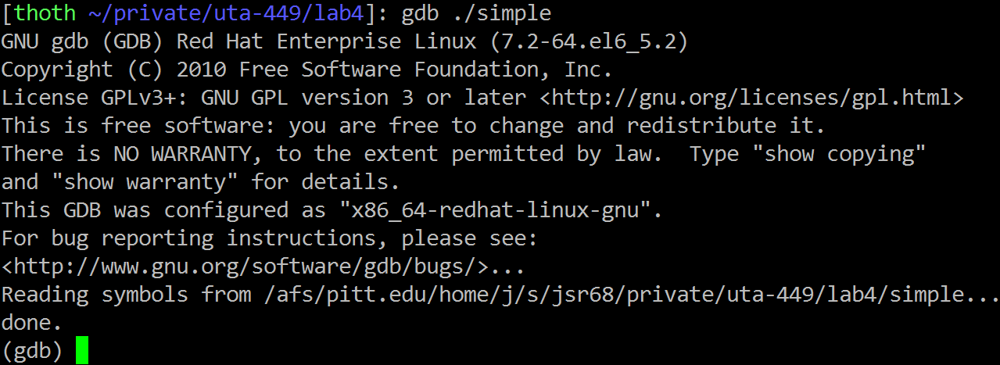 [thoth ~/private/uta-449/lab4]: gdb ./simple
GNU gdb (GDB) Red Hat Enterprise Linux (7.2-64.el6_5.2)
Copyright (C) 2010 Free Software Foundation, Inc.
License GPLv3+: GNU GPL version 3 or later <http://gnu.org/licenses/gpl.html>
This is free software: you are free to change and redistribute it.
There is NO WARRANTY, to the extent permitted by law.  Type "show copying"
and "show warranty" for details.
This GDB was configured as "x86_64-redhat-linux-gnu".
For bug reporting instructions, please see:
<http://www.gnu.org/software/gdb/bugs/>...
Reading symbols from /afs/pitt.edu/home/j/s/jsr68/private/uta-449/lab4/simple...
done.
(gdb)